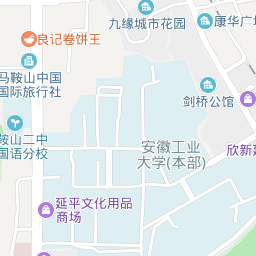 九缘城市花园
康华广场
良记卷饼王
马鞍山中国
国际旅行社
剑桥公馆
鞍山二中
国语分校
安徽工业
大学(本部)
欣新
延平文化用品
商场